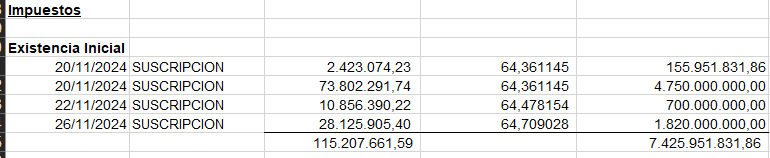 Impuestos
Existencia Inicial
20/11/2024 SUSCRIPCION 2.423.074,23 64,361145 155.951.831,86
20/11/2024 SUSCRIPCION 73.802.291,74 64,361145 4.750.000.000,00
22/11/2024 SUSCRIPCION 10.856.390,22 64,478154 700.000.000,00
26/11/2024 SUSCRIPCION 28.125.905,40 64,709028 1.820.000.000,00
115.207.661,59 7.425.951.831,86